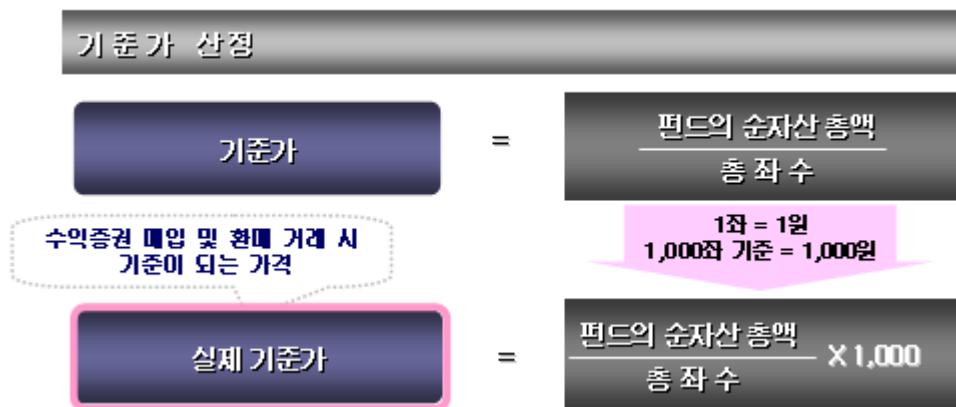 기준가 산정
기준가
=
펀드의 순자산 총액
총 좌 수
수익증권 매입 및 환매 거래 시
기준이 되는 가격
1좌 = 1원
1,000좌 기준 = 1,000원
실제 기준가
=
펀드의 순자산 총액
총 좌 수
X 1,000